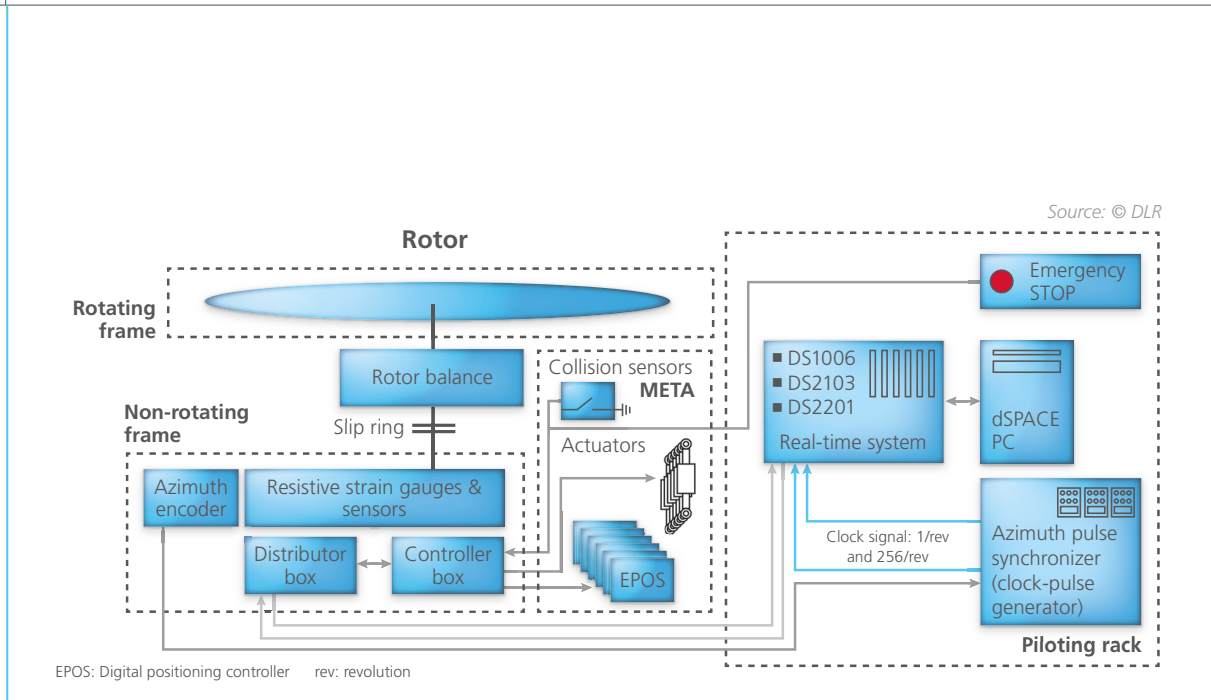 Source: © DLR
Rotor
Rotating
frame
Rotor balance
Slip ring
Non-rotating
frame
Azimuth
encoder
Resistive strain gauges &
sensors
Distributor
box
Controller
box
Collision sensors
META
Actuators
EPOS
Emergency
STOP
■ DS1006
■ DS2103
■ DS2201
Real-time system
dSPACE
PC
Clock signal: 1/rev
and 256/rev
Azimuth pulse
synchronizer
(clock-pulse
generator)
Piloting rack
EPOS: Digital positioning controller rev: revolution